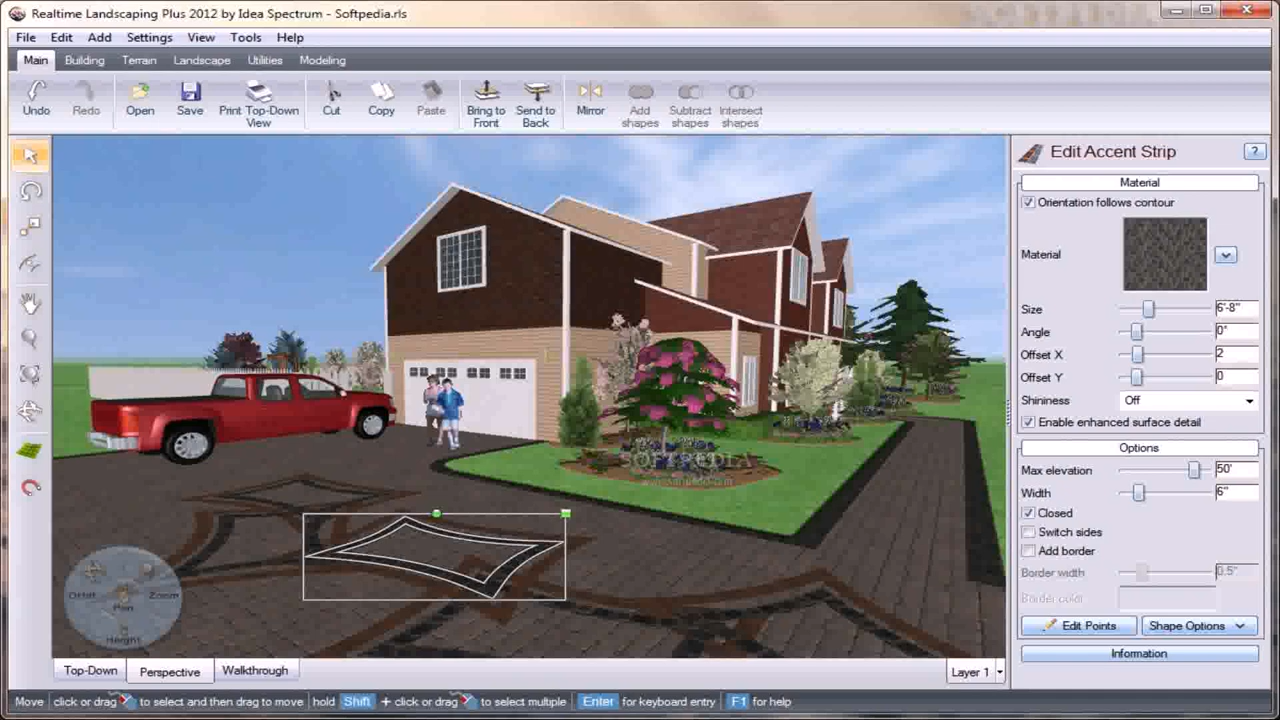 Realtime Landscaping Plus 2012 by Idea Spectrum - Softpedia.rls
File Edit Add Settings View Tools Help
Main Building Terrain Landscape Utilities Modeling
Undo Redo Open Save Print Top-Down View Cut Copy Paste Bring to Front Send to Back Mirror Add shapes Subtract shapes Intersect shapes
Edit Accent Strip ?
Material
Orientation follows contour
Material
Size 6'-8"
Angle 0°
Offset X 2
Offset Y 0
Shininess Off
Enable enhanced surface detail
Options
Max elevation 50'
Width 6"
Closed
Switch sides
Add border
Border width 0.5"
Border color
Edit Points Shape Options
Information
SOFTPEDIA
www.softpedia.com
Orbit Pan Zoom
Height
Top-Down Perspective Walkthrough Layer 1
Move click or drag to select and then drag to move hold Shift + click or drag to select multiple Enter for keyboard entry F1 for help